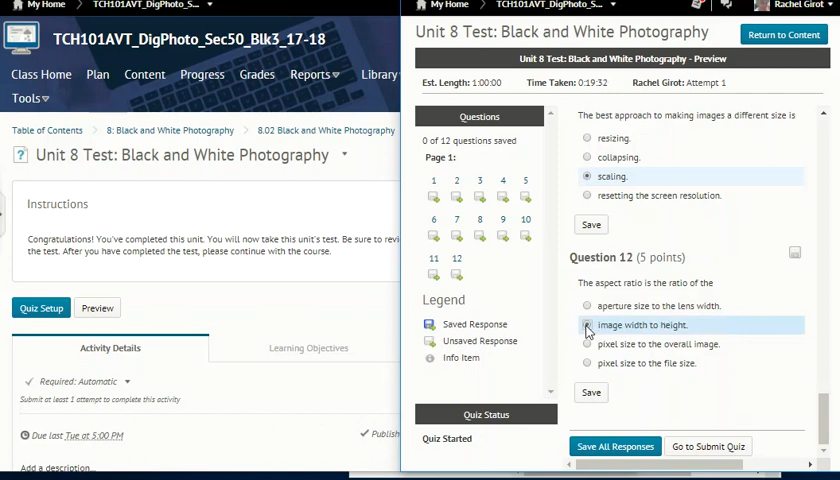 My Home
TCH101AVT_DigPhoto_S...
TCH101AVT_DigPhoto_Sec50_Blk3_17-18
Class Home Plan Content Progress Grades Reports Library
Tools
Table of Contents 8: Black and White Photography 8.02 Black and White Photography
Unit 8 Test: Black and White Photography
Instructions
Congratulations! You've completed this unit. You will now take this unit's test. Be sure to revi
the test. After you have completed the test, please continue with the course.
Quiz Setup Preview
Activity Details Learning Objectives
Required: Automatic
Submit at least 1 attempt to complete this activity
Due last Tue at 5:00 PM
Publish
Add a description...
My Home
TCH101AVT_DigPhoto_S...
Rachel Girot
Unit 8 Test: Black and White Photography
Return to Content
Unit 8 Test: Black and White Photography - Preview
Est. Length: 1:00:00 Time Taken: 0:19:32 Rachel Girot: Attempt 1
Questions
0 of 12 questions saved
Page 1:
1 2 3 4 5
6 7 8 9 10
11 12
Legend
Saved Response
Unsaved Response
Info Item
Quiz Status
Quiz Started
The best approach to making images a different size is
resizing.
collapsing.
scaling.
resetting the screen resolution.
Save
Question 12 (5 points)
The aspect ratio is the ratio of the
aperture size to the lens width.
image width to height.
pixel size to the overall image.
pixel size to the file size.
Save
Save All Responses Go to Submit Quiz